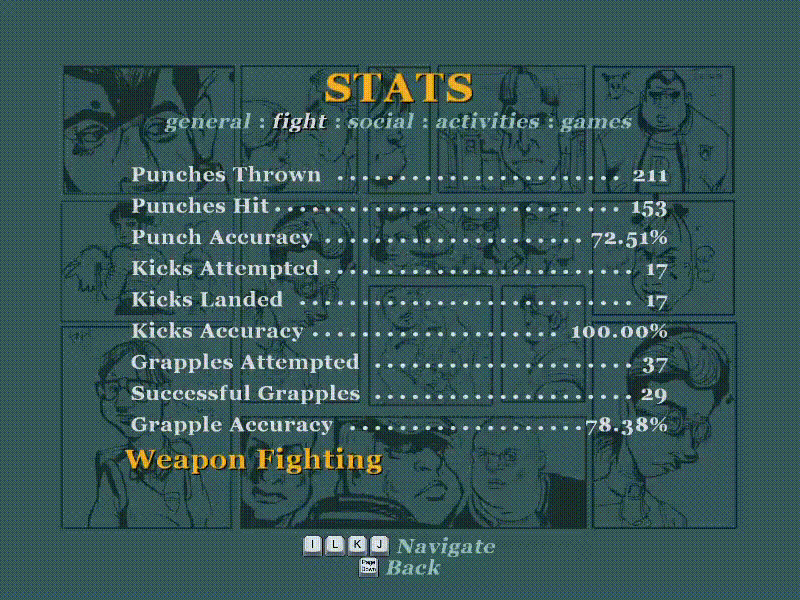 STATS
general : fight : social : activities : games
Punches Thrown ....................... 211
Punches Hit ............................ 153
Punch Accuracy .................... 72.51%
Kicks Attempted ........................ 17
Kicks Landed .......................... 17
Kicks Accuracy ................... 100.00%
Grapples Attempted .................... 37
Successful Grapples .................... 29
Grapple Accuracy .................. 78.38%
Weapon Fighting
I L K J Navigate
Page Down Back